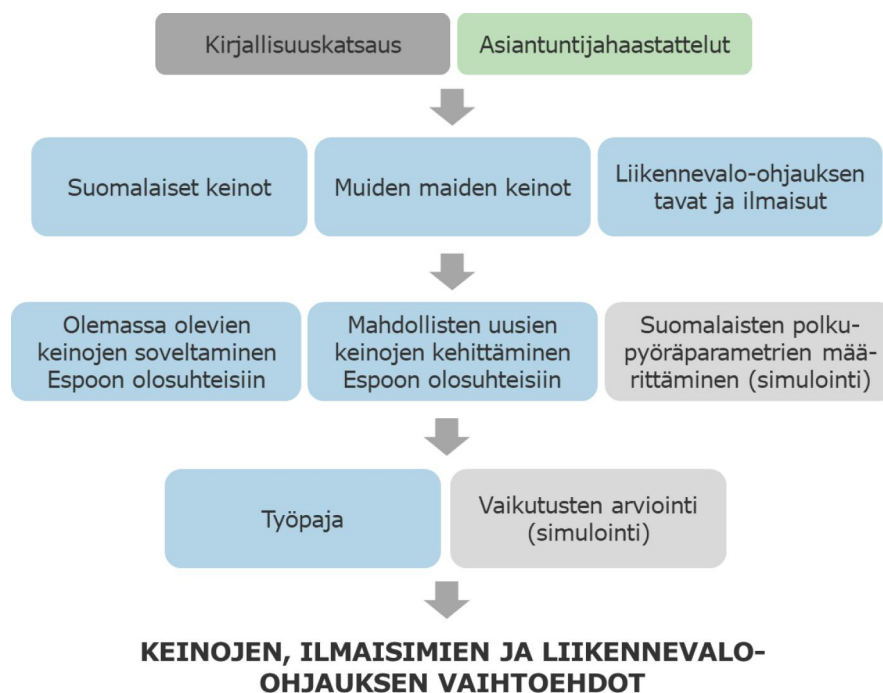 Kirjallisuuskatsaus
Asiantuntijahaastattelut
Suomalaiset keinot
Muiden maiden keinot
Liikennevalo-ohjauksen
tavat ja ilmaisut
Olemassa olevien
keinojen soveltaminen
Espoon olosuhteisiin
Mahdollisten uusien
keinojen kehittäminen
Espoon olosuhteisiin
Suomalaisten polku-
pyöräparametrien mää-
rittäminen (simulointi)
Työpaja
Vaikutusten arviointi
(simulointi)
KEINOJEN, ILMAISIMIEN JA LIIKENNEVALO-
OHJAUKSEN VAIHTOEHDOT